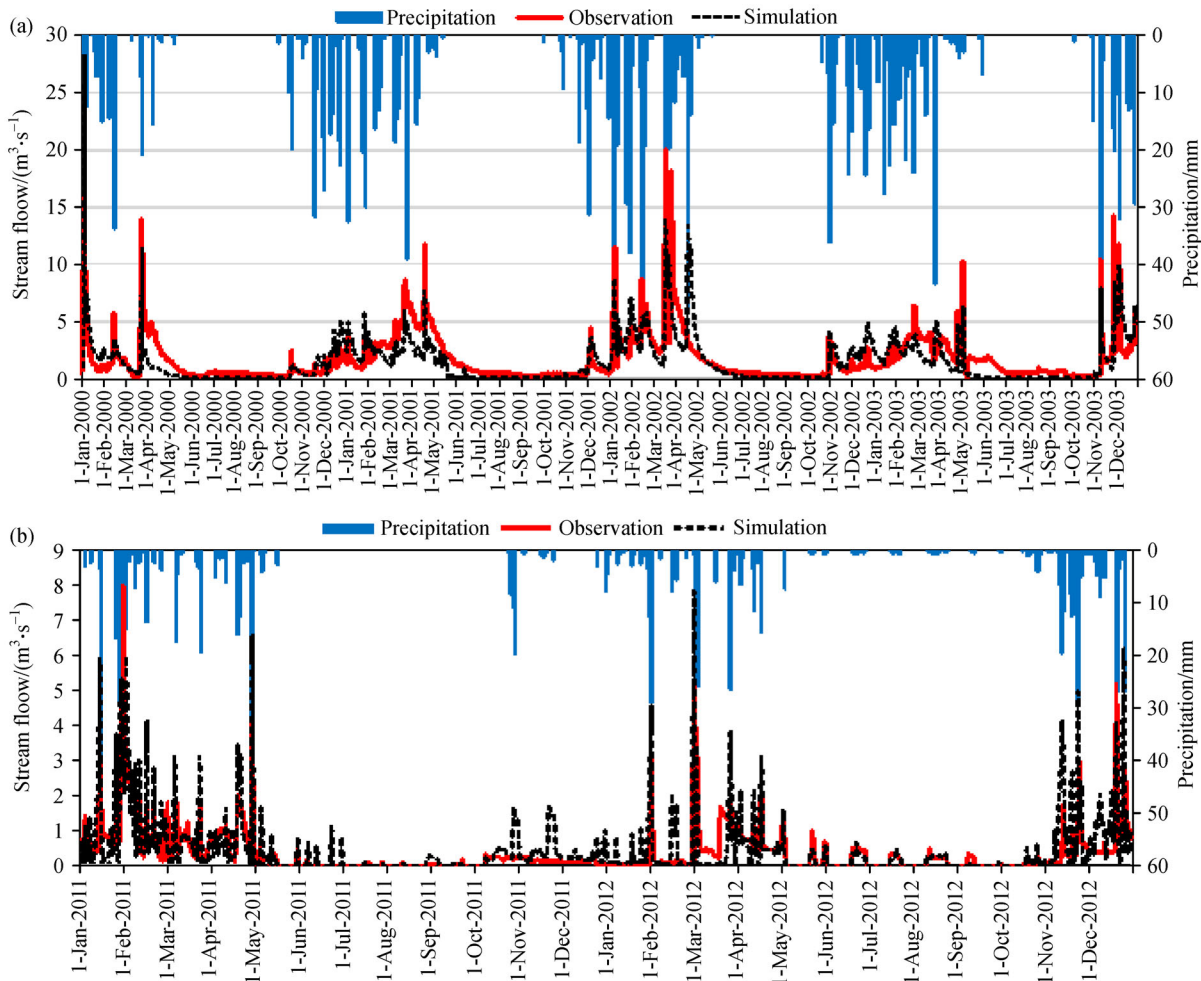 (a)
Precipitation Observation Simulation
30
25
20
15
10
5
0
Stream floow/(m³·s⁻¹)
0
10
20
30
40
50
60
Precipitation/mm
1-Jan-2000
1-Feb-2000
1-Mar-2000
1-Apr-2000
1-May-2000
1-Jun-2000
1-Jul-2000
1-Aug-2000
1-Sep-2000
1-Oct-2000
1-Nov-2000
1-Dec-2000
1-Jan-2001
1-Feb-2001
1-Mar-2001
1-Apr-2001
1-May-2001
1-Jun-2001
1-Jul-2001
1-Aug-2001
1-Sep-2001
1-Oct-2001
1-Nov-2001
1-Dec-2011
1-Jan-2002
1-Feb-2002
1-Mar-2002
1-Apr-2002
1-May-2002
1-Jun-2002
1-Jul-2002
1-Aug-2002
1-Sep-2002
1-Oct-2002
1-Nov-2002
1-Dec-2002
1-Jan-2003
1-Feb-2003
1-Mar-2003
1-Apr-2003
1-May-2003
1-Jun-2003
1-Jul-2003
1-Aug-2003
1-Sep-2003
1-Oct-2003
1-Nov-2003
1-Dec-2003
(b)
Precipitation Observation Simulation
9
8
7
6
5
4
3
2
1
0
Stream floow/(m³·s⁻¹)
0
10
20
30
40
50
60
Precipitation/mm
1-Jan-2011
1-Feb-2011
1-Mar-2011
1-Apr-2011
1-May-2011
1-Jun-2011
1-Jul-2011
1-Aug-2011
1-Sep-2011
1-Oct-2011
1-Nov-2011
1-Dec-2011
1-Jan-2012
1-Feb-2012
1-Mar-2012
1-Apr-2012
1-May-2012
1-Jun-2012
1-Jul-2012
1-Aug-2012
1-Sep-2012
1-Oct-2012
1-Nov-2012
1-Dec-2012